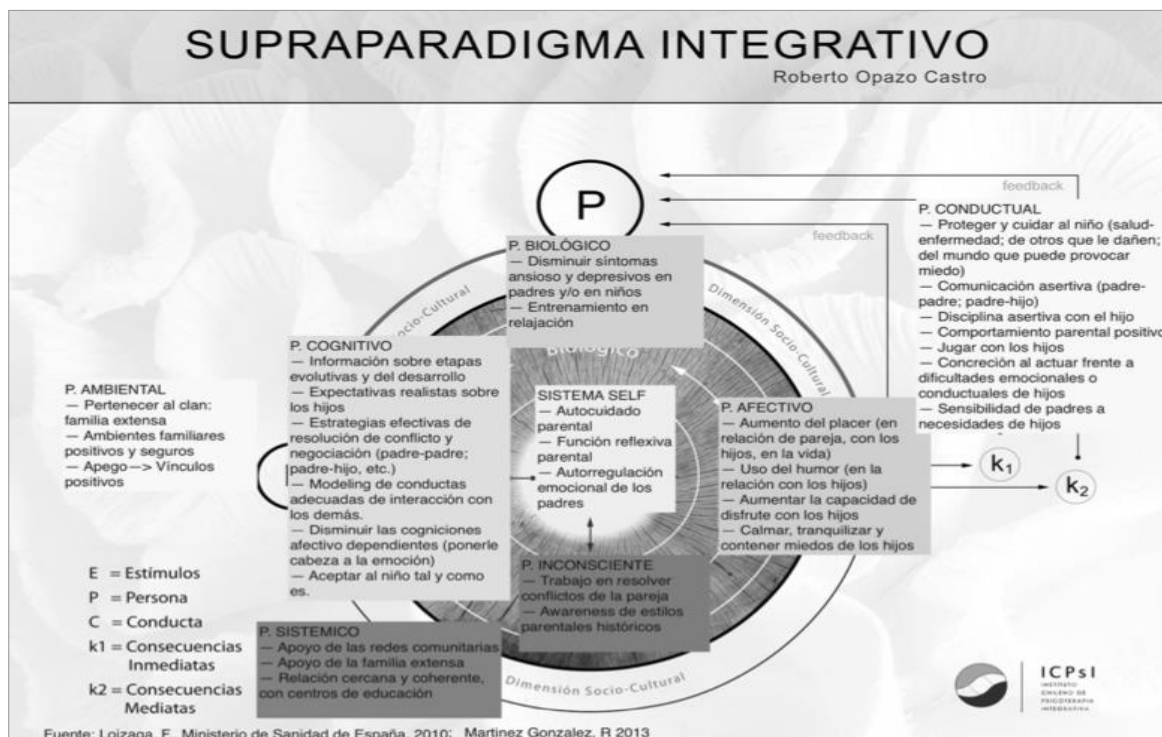 SUPRAPARADIGMA INTEGRATIVO
Roberto Opazo Castro
P
feedback
feedback
P. CONDUCTUAL
— Proteger y cuidar al niño (salud-
enfermedad; de otros que le dañen;
del mundo que puede provocar
miedo)
— Comunicación asertiva (padre-
padre; padre-hijo)
— Disciplina asertiva con el hijo
— Comportamiento parental positivo
— Jugar con los hijos
— Concreción al actuar frente a
dificultades emocionales o
conductuales de hijos
— Sensibilidad de padres a
necesidades de hijos
P. BIOLÓGICO
— Disminuir síntomas
ansioso y depresivos en
padres y/o en niños
— Entrenamiento en
relajación
Biológico
Socio-Cultural
Dimensión Socio-Cultural
P. COGNITIVO
— Información sobre etapas
evolutivas y del desarrollo
— Expectativas realistas sobre
los hijos
— Estrategias efectivas de
resolución de conflicto y
negociación (padre-padre;
padre-hijo, etc.)
— Modeling de conductas
adecuadas de interacción con
los demás.
— Disminuir las cogniciones
afectivo dependientes (ponerle
cabeza a la emoción)
— Aceptar al niño tal y como
es.
P. AMBIENTAL
— Pertenecer al clan:
familia extensa
— Ambientes familiares
positivos y seguros
— Apego—> Vínculos
positivos
SISTEMA SELF
— Autocuidado
parental
— Función reflexiva
parental
— Autorregulación
emocional de los
padres
P. AFECTIVO
— Aumento del placer (en
relación de pareja, con los
hijos, en la vida)
— Uso del humor (en la
relación con los hijos)
— Aumentar la capacidad de
disfrute con los hijos
— Calmar, tranquilizar y
contener miedos de los hijos
k1
k2
P. INCONSCIENTE
— Trabajo en resolver
conflictos de la pareja
— Awareness de estilos
parentales históricos
P. SISTEMICO
— Apoyo de las redes comunitarias
— Apoyo de la familia extensa
— Relación cercana y coherente,
con centros de educación
Dimensión Socio-Cultural
E = Estímulos
P = Persona
C = Conducta
k1 = Consecuencias
Inmediatas
k2 = Consecuencias
Mediatas
ICPsI
INSTITUTO
CHILENO DE
PSICOTERAPIA
INTEGRATIVA
Fuente: Loizaga, F. Ministerio de Sanidad de España, 2010; Martinez Gonzalez, R 2013